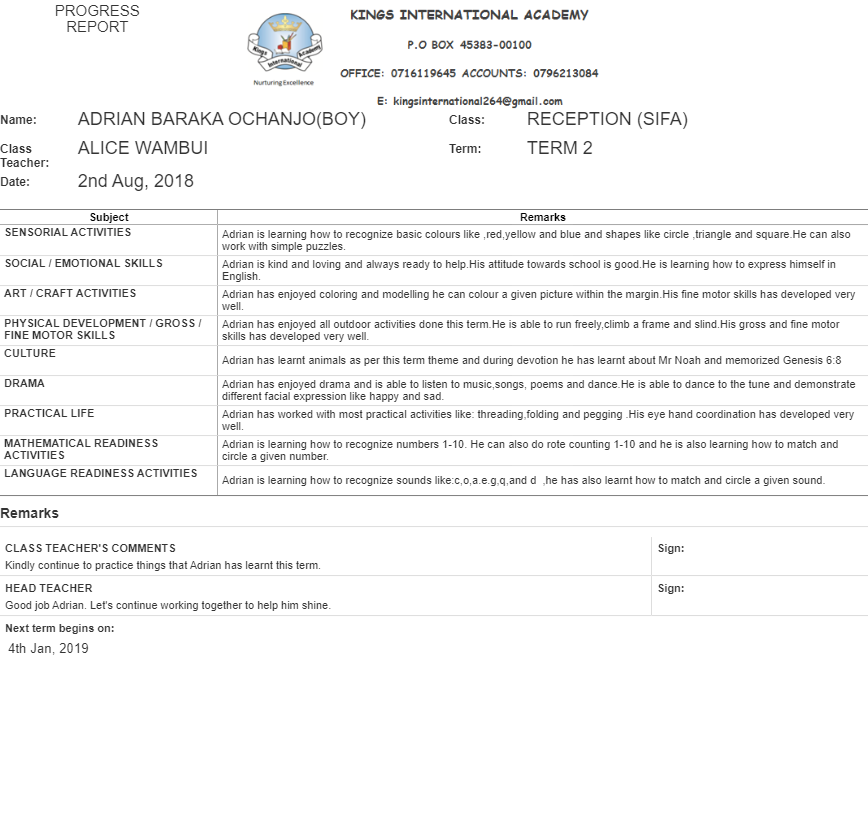 PROGRESS
REPORT
Kings International Academy
Nurturing Excellence
KINGS INTERNATIONAL ACADEMY
P.O BOX 45383-00100
OFFICE: 0716119645 ACCOUNTS: 0796213084
E: kingsinternational264@gmail.com
Name: ADRIAN BARAKA OCHANJO(BOY) Class: RECEPTION (SIFA)
Class Teacher: ALICE WAMBUI Term: TERM 2
Date: 2nd Aug, 2018
Subject Remarks
SENSORIAL ACTIVITIES Adrian is learning how to recognize basic colours like ,red,yellow and blue and shapes like circle ,triangle and square.He can also
work with simple puzzles.
SOCIAL / EMOTIONAL SKILLS Adrian is kind and loving and always ready to help.His attitude towards school is good.He is learning how to express himself in
English.
ART / CRAFT ACTIVITIES Adrian has enjoyed coloring and modelling he can colour a given picture within the margin.His fine motor skills has developed very
well.
PHYSICAL DEVELOPMENT / GROSS / Adrian has enjoyed all outdoor activities done this term.He is able to run freely,climb a frame and slind.His gross and fine motor
FINE MOTOR SKILLS skills has developed very well.
CULTURE Adrian has learnt animals as per this term theme and during devotion he has learnt about Mr Noah and memorized Genesis 6:8
DRAMA Adrian has enjoyed drama and is able to listen to music,songs, poems and dance.He is able to dance to the tune and demonstrate
different facial expression like happy and sad.
PRACTICAL LIFE Adrian has worked with most practical activities like: threading,folding and pegging .His eye hand coordination has developed very
well.
MATHEMATICAL READINESS Adrian is learning how to recognize numbers 1-10. He can also do rote counting 1-10 and he is also learning how to match and
ACTIVITIES circle a given number.
LANGUAGE READINESS ACTIVITIES Adrian is learning how to recognize sounds like:c,o,a.e.g,q,and d ,he has also learnt how to match and circle a given sound.
Remarks
CLASS TEACHER'S COMMENTS Sign:
Kindly continue to practice things that Adrian has learnt this term.
HEAD TEACHER Sign:
Good job Adrian. Let's continue working together to help him shine.
Next term begins on:
4th Jan, 2019